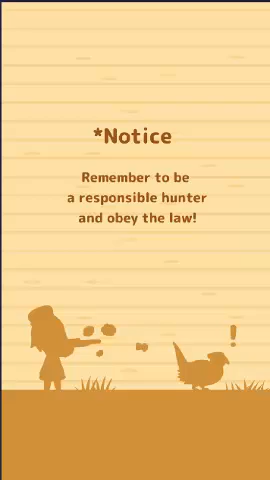 *Notice
Remember to be
a responsible hunter
and obey the law!
!